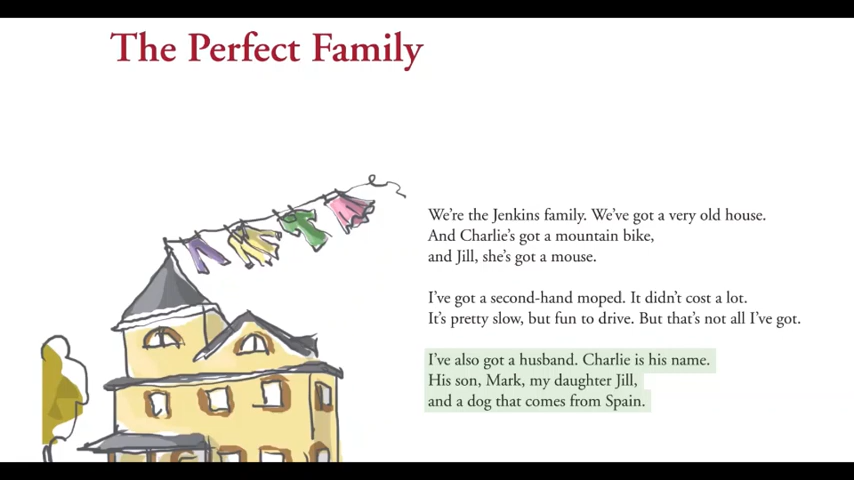 The Perfect Family
We're the Jenkins family. We've got a very old house.
And Charlie's got a mountain bike,
and Jill, she's got a mouse.
I've got a second-hand moped. It didn't cost a lot.
It's pretty slow, but fun to drive. But that's not all I've got.
I've also got a husband. Charlie is his name.
His son, Mark, my daughter Jill,
and a dog that comes from Spain.